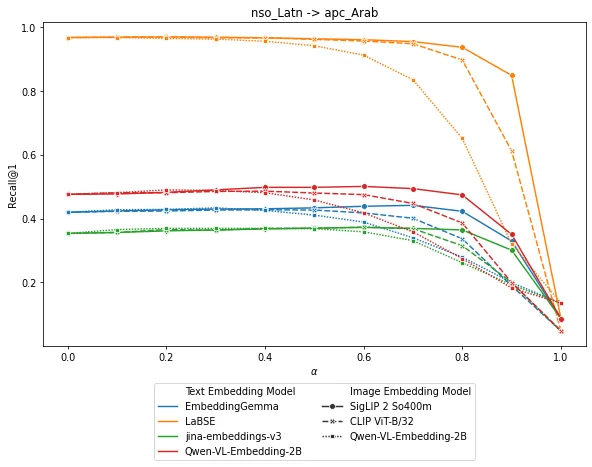 nso_Latn -> apc_Arab
1.0
0.8
0.6
0.4
0.2
Recall@1
0.0 0.2 0.4 0.6 0.8 1.0
α
Text Embedding Model Image Embedding Model
EmbeddingGemma SigLIP 2 So400m
LaBSE CLIP ViT-B/32
jina-embeddings-v3 Qwen-VL-Embedding-2B
Qwen-VL-Embedding-2B